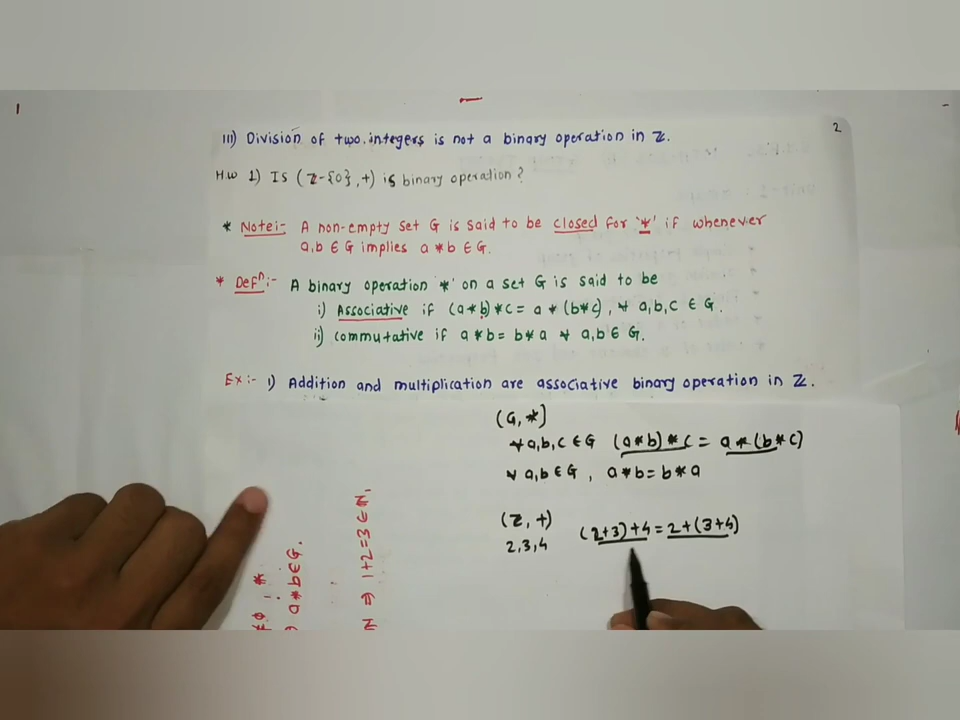 2
III) Division of two integers is not a binary operation in Z.
H.W 1) Is (Z-{0}, +) is binary operation?
* Note:- A non-empty set G is said to be closed for '*' if whenever
a,b ∈ G implies a * b ∈ G.
* Defⁿ:- A binary operation '*' on a set G is said to be
i) Associative if (a*b)*c = a*(b*c), ∀ a,b,c ∈ G.
ii) commutative if a*b = b*a ∀ a,b ∈ G.
Ex:- 1) Addition and multiplication are associative binary operation in Z.
(G, *)
∀ a,b,c ∈ G (a*b)*c = a*(b*c)
∀ a,b ∈ G, a*b = b*a
(Z, +) (2+3)+4 = 2+(3+4)
2,3,4
≠ φ, *
⇒ a*b ∈ G.
N ⇒ 1+2=3 ∈ N.